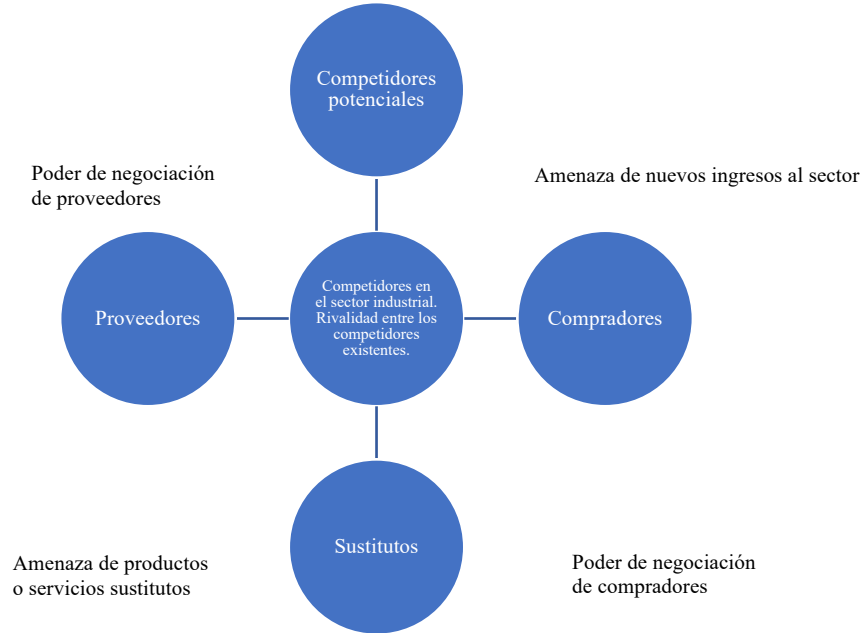 Competidores
potenciales
Poder de negociación
de proveedores
Amenaza de nuevos ingresos al sector
Proveedores
Competidores en
el sector industrial.
Rivalidad entre los
competidores
existentes.
Compradores
Sustitutos
Amenaza de productos
o servicios sustitutos
Poder de negociación
de compradores